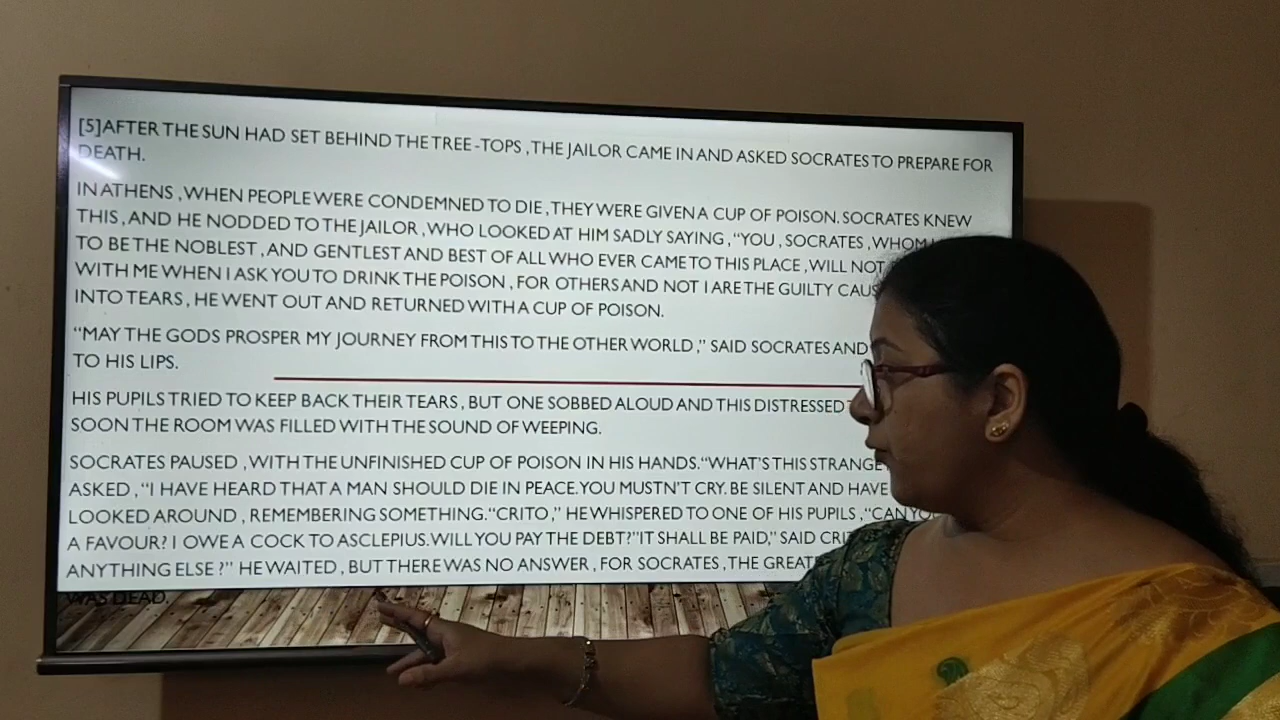 [5]AFTER THE SUN HAD SET BEHIND THE TREE-TOPS , THE JAILOR CAME IN AND ASKED SOCRATES TO PREPARE FOR
DEATH.
IN ATHENS , WHEN PEOPLE WERE CONDEMNED TO DIE , THEY WERE GIVEN A CUP OF POISON. SOCRATES KNEW
THIS , AND HE NODDED TO THE JAILOR , WHO LOOKED AT HIM SADLY SAYING , “YOU , SOCRATES , WHOM
TO BE THE NOBLEST , AND GENTLEST AND BEST OF ALL WHO EVER CAME TO THIS PLACE , WILL NOT
WITH ME WHEN I ASK YOU TO DRINK THE POISON , FOR OTHERS AND NOT I ARE THE GUILTY
INTO TEARS , HE WENT OUT AND RETURNED WITH A CUP OF POISON.
“MAY THE GODS PROSPER MY JOURNEY FROM THIS TO THE OTHER WORLD ,” SAID SOCRATES AND
TO HIS LIPS.
HIS PUPILS TRIED TO KEEP BACK THEIR TEARS , BUT ONE SOBBED ALOUD AND THIS DISTRESSED
SOON THE ROOM WAS FILLED WITH THE SOUND OF WEEPING.
SOCRATES PAUSED , WITH THE UNFINISHED CUP OF POISON IN HIS HANDS. “WHAT'S THIS STRANGE
ASKED , “I HAVE HEARD THAT A MAN SHOULD DIE IN PEACE. YOU MUSTN'T CRY. BE SILENT AND HAVE
LOOKED AROUND , REMEMBERING SOMETHING. “CRITO ,” HE WHISPERED TO ONE OF HIS PUPILS , “CAN
A FAVOUR? I OWE A COCK TO ASCLEPIUS. WILL YOU PAY THE DEBT?”IT SHALL BE PAID,” SAID
ANYTHING ELSE ?” HE WAITED , BUT THERE WAS NO ANSWER , FOR SOCRATES , THE GREAT
WAS DEAD.